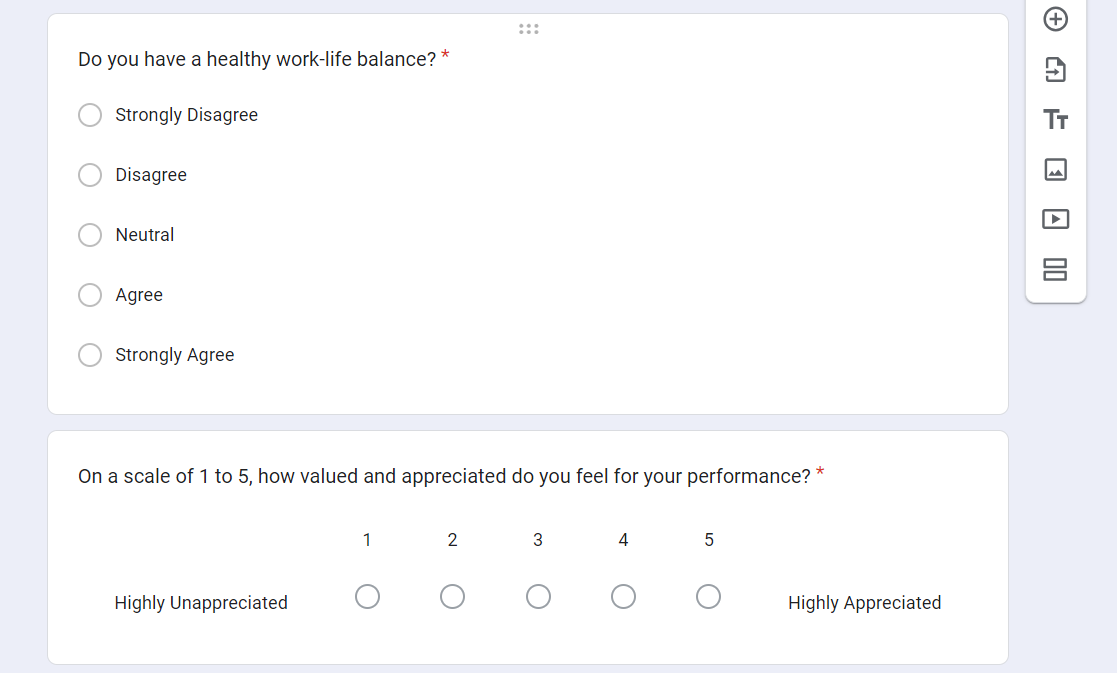 Do you have a healthy work-life balance? *
Strongly Disagree
Disagree
Neutral
Agree
Strongly Agree
On a scale of 1 to 5, how valued and appreciated do you feel for your performance? *
1 2 3 4 5
Highly Unappreciated Highly Appreciated